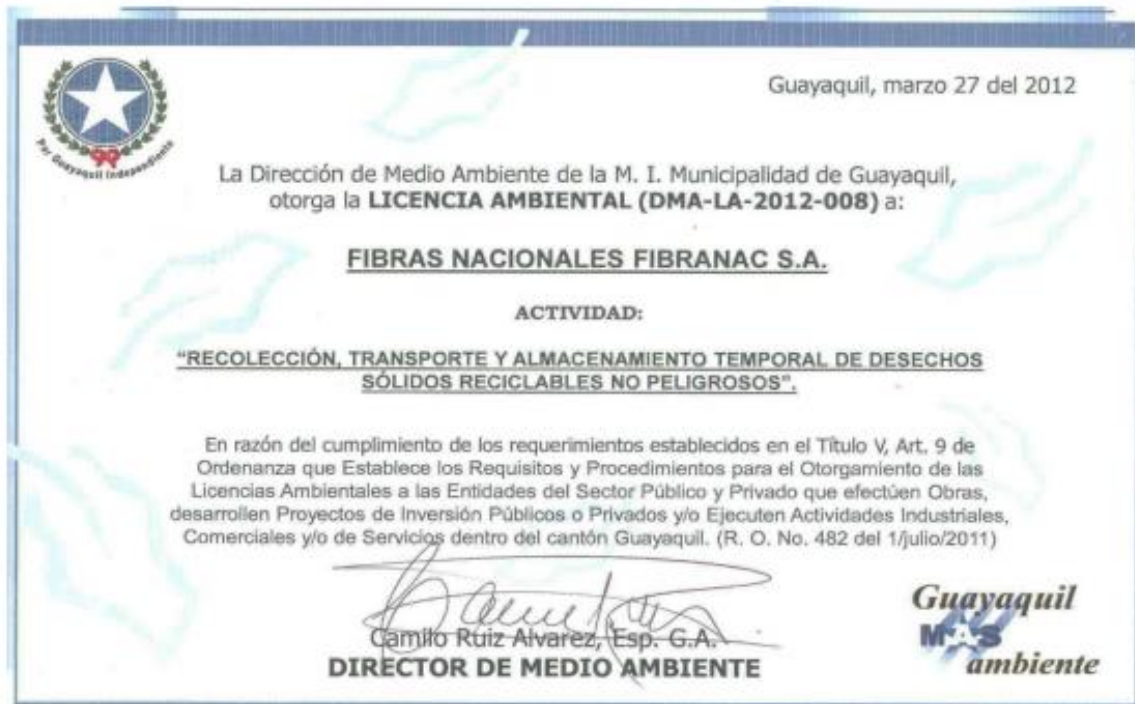 Guayaquil, marzo 27 del 2012
Por Guayaquil Independiente
La Dirección de Medio Ambiente de la M. I. Municipalidad de Guayaquil,
otorga la LICENCIA AMBIENTAL (DMA-LA-2012-008) a:
FIBRAS NACIONALES FIBRANAC S.A.
ACTIVIDAD:
"RECOLECCIÓN, TRANSPORTE Y ALMACENAMIENTO TEMPORAL DE DESECHOS
SÓLIDOS RECICLABLES NO PELIGROSOS".
En razón del cumplimiento de los requerimientos establecidos en el Título V, Art. 9 de
Ordenanza que Establece los Requisitos y Procedimientos para el Otorgamiento de las
Licencias Ambientales a las Entidades del Sector Público y Privado que efectúen Obras,
desarrollen Proyectos de Inversión Públicos o Privados y/o Ejecuten Actividades Industriales,
Comerciales y/o de Servicios dentro del cantón Guayaquil. (R. O. No. 482 del 1/julio/2011)
Camilo Ruiz Alvarez, Esp. G.A.
DIRECTOR DE MEDIO AMBIENTE
Guayaquil
MAS
ambiente